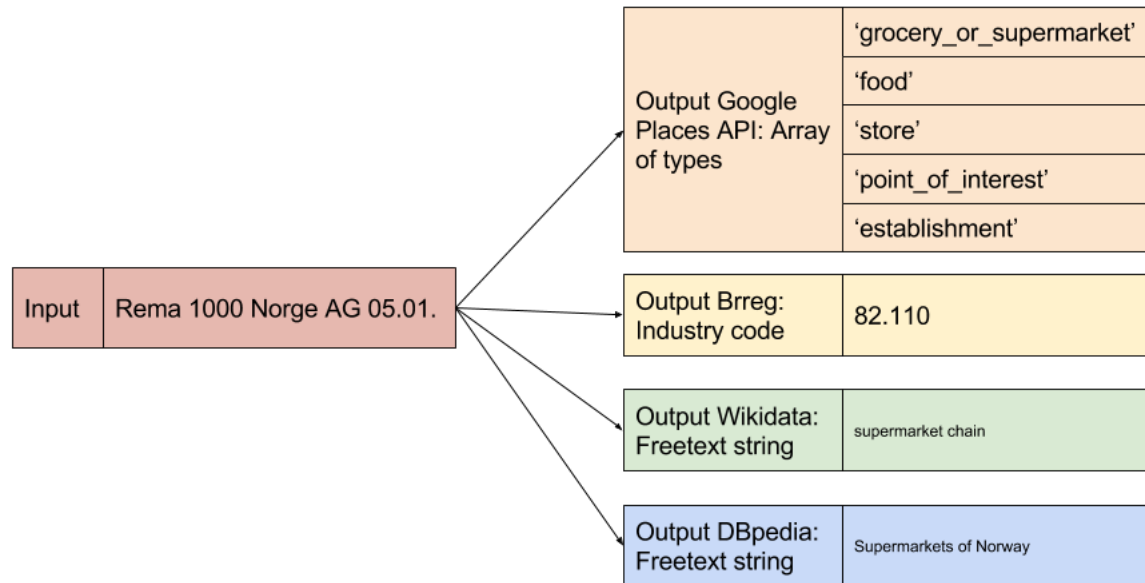 Input
Rema 1000 Norge AG 05.01.
Output Google
Places API: Array
of types
‘grocery_or_supermarket’
‘food’
‘store’
‘point_of_interest’
‘establishment’
Output Brreg:
Industry code
82.110
Output Wikidata:
Freetext string
supermarket chain
Output DBpedia:
Freetext string
Supermarkets of Norway